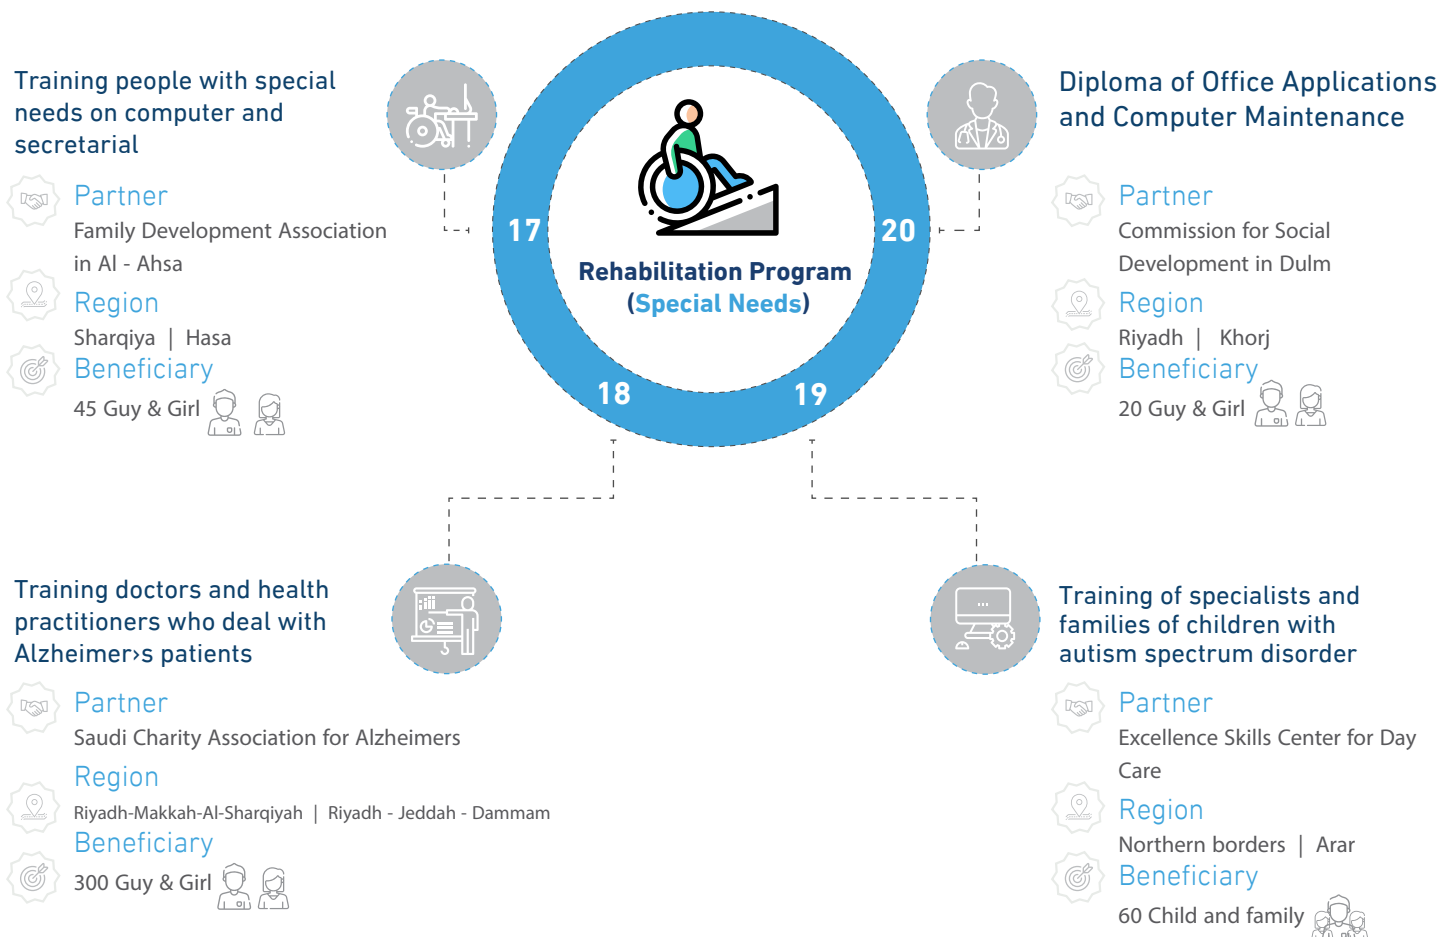 Training people with special
needs on computer and
secretarial
Partner
Family Development Association
in Al - Ahsa
Region
Sharqiya | Hasa
Beneficiary
45 Guy & Girl
17
Rehabilitation Program
(Special Needs)
20
18
19
Diploma of Office Applications
and Computer Maintenance
Partner
Commission for Social
Development in Dulm
Region
Riyadh | Khorj
Beneficiary
20 Guy & Girl
Training doctors and health
practitioners who deal with
Alzheimer›s patients
Partner
Saudi Charity Association for Alzheimers
Region
Riyadh-Makkah-Al-Sharqiyah | Riyadh - Jeddah - Dammam
Beneficiary
300 Guy & Girl
Training of specialists and
families of children with
autism spectrum disorder
Partner
Excellence Skills Center for Day
Care
Region
Northern borders | Arar
Beneficiary
60 Child and family